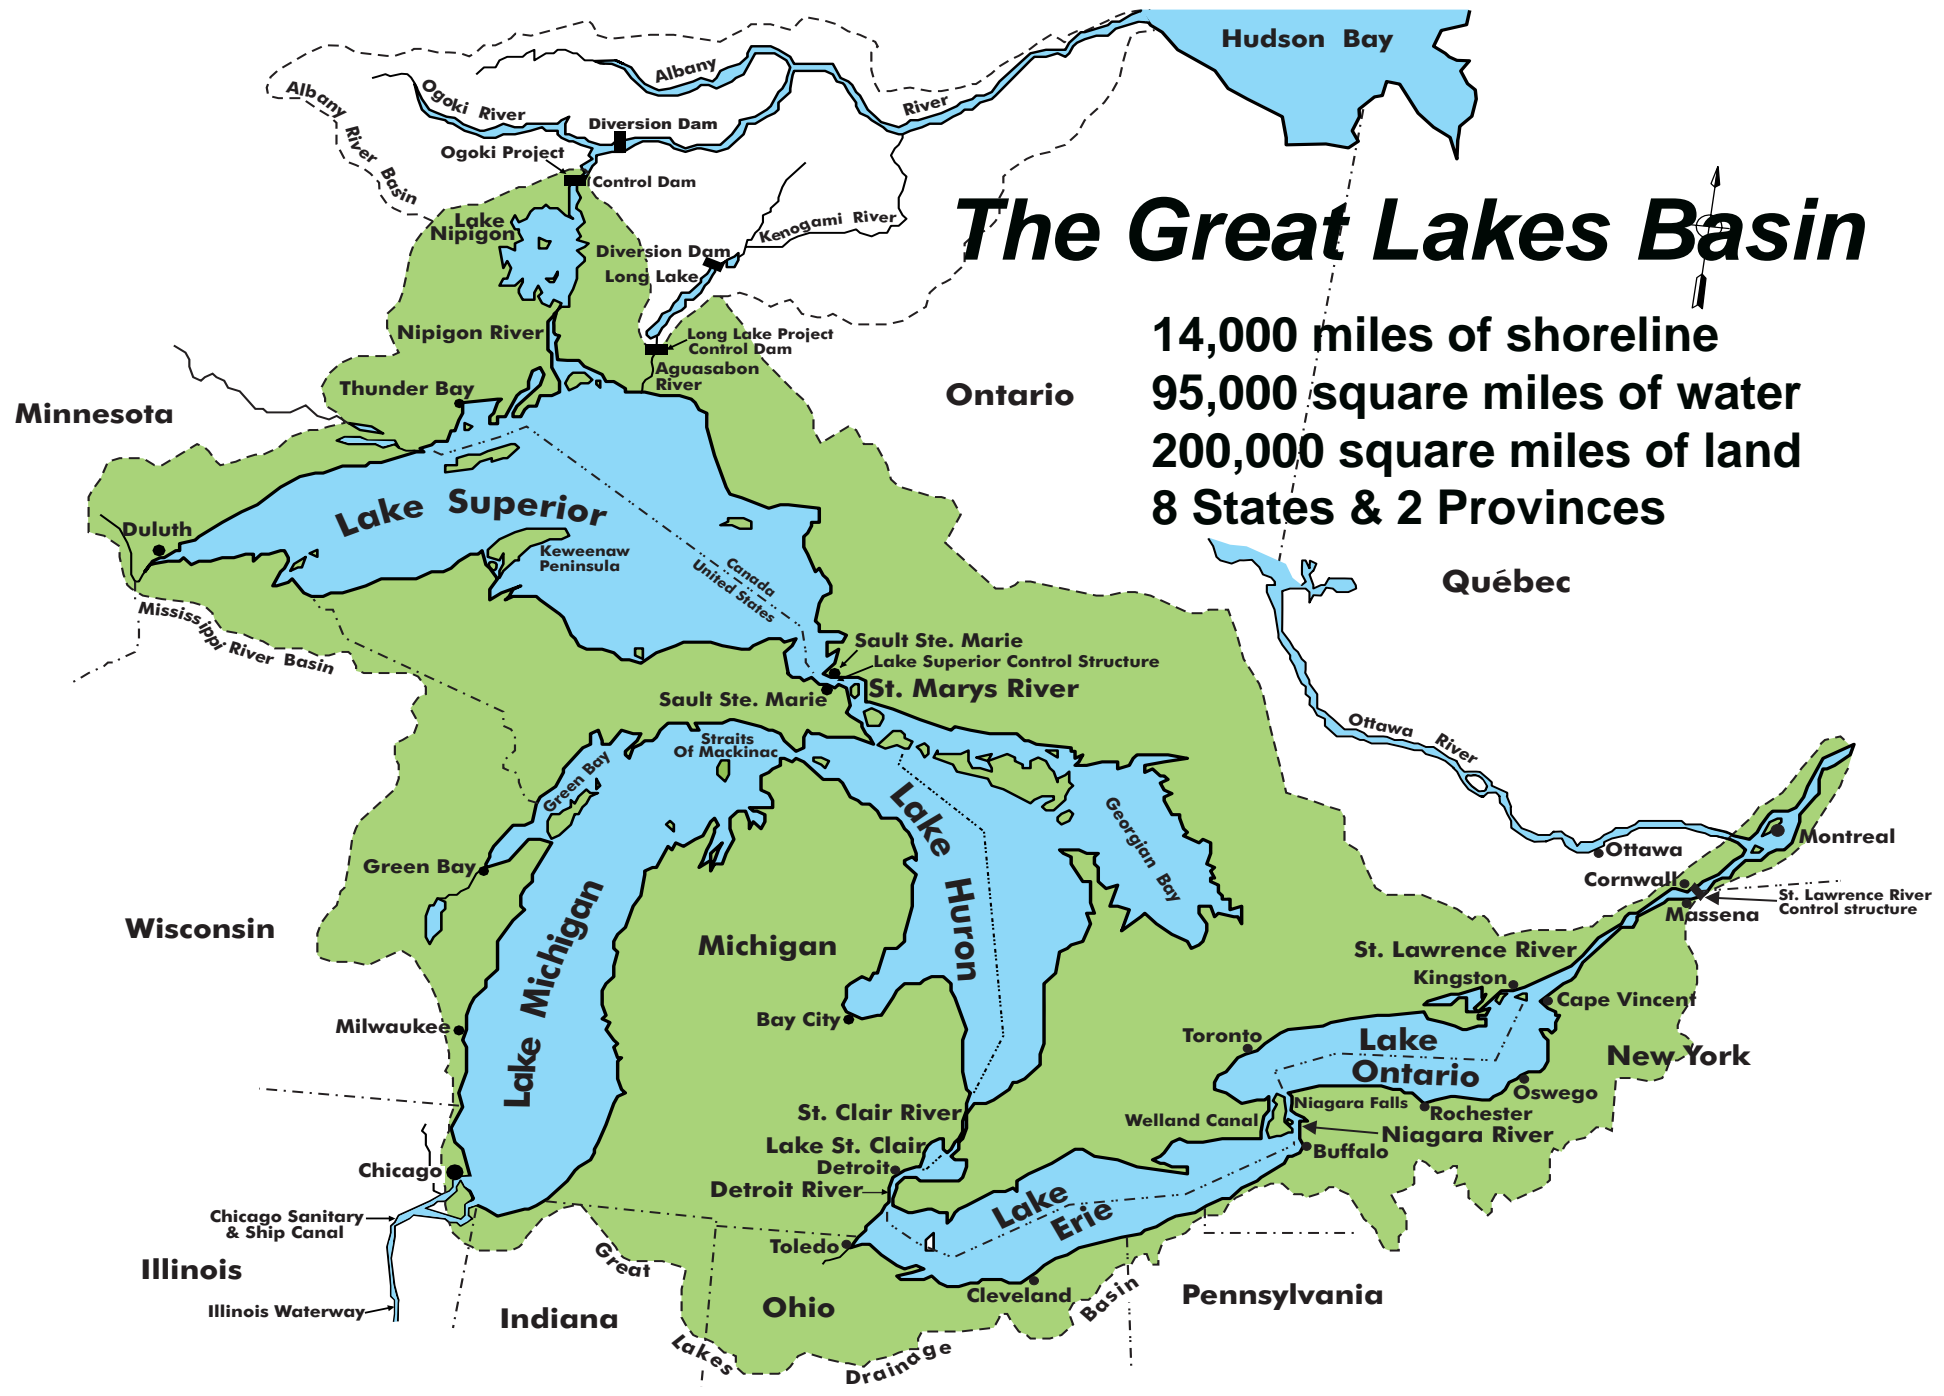 Hudson Bay
Albany
River
Ogoki River
Albany River Basin
Diversion Dam
Ogoki Project
Control Dam
Lake
Nipigon
Kenogami River
Diversion Dam
Long Lake
The Great Lakes Basin
14,000 miles of shoreline
95,000 square miles of water
200,000 square miles of land
8 States & 2 Provinces
Nipigon River
Long Lake Project
Control Dam
Aguasabon
River
Thunder Bay
Minnesota
Ontario
Lake Superior
Duluth
Keweenaw
Peninsula
Canada
United States
Québec
Mississippi River Basin
Sault Ste. Marie
Lake Superior Control Structure
St. Marys River
Sault Ste. Marie
Straits
Of Mackinac
Green Bay
Ottawa River
Lake Huron
Georgian Bay
Montreal
Ottawa
Green Bay
Cornwall
St. Lawrence River
Control structure
Massena
Wisconsin
Lake Michigan
Michigan
St. Lawrence River
Kingston
Cape Vincent
Bay City
Milwaukee
Toronto
Lake
Ontario
New York
Oswego
Niagara Falls
Rochester
St. Clair River
Welland Canal
Niagara River
Lake St. Clair
Buffalo
Detroit
Chicago
Detroit River
Lake
Erie
Chicago Sanitary
& Ship Canal
Toledo
Illinois
Illinois Waterway
Cleveland
Pennsylvania
Indiana
Ohio
Great Lakes Drainage Basin